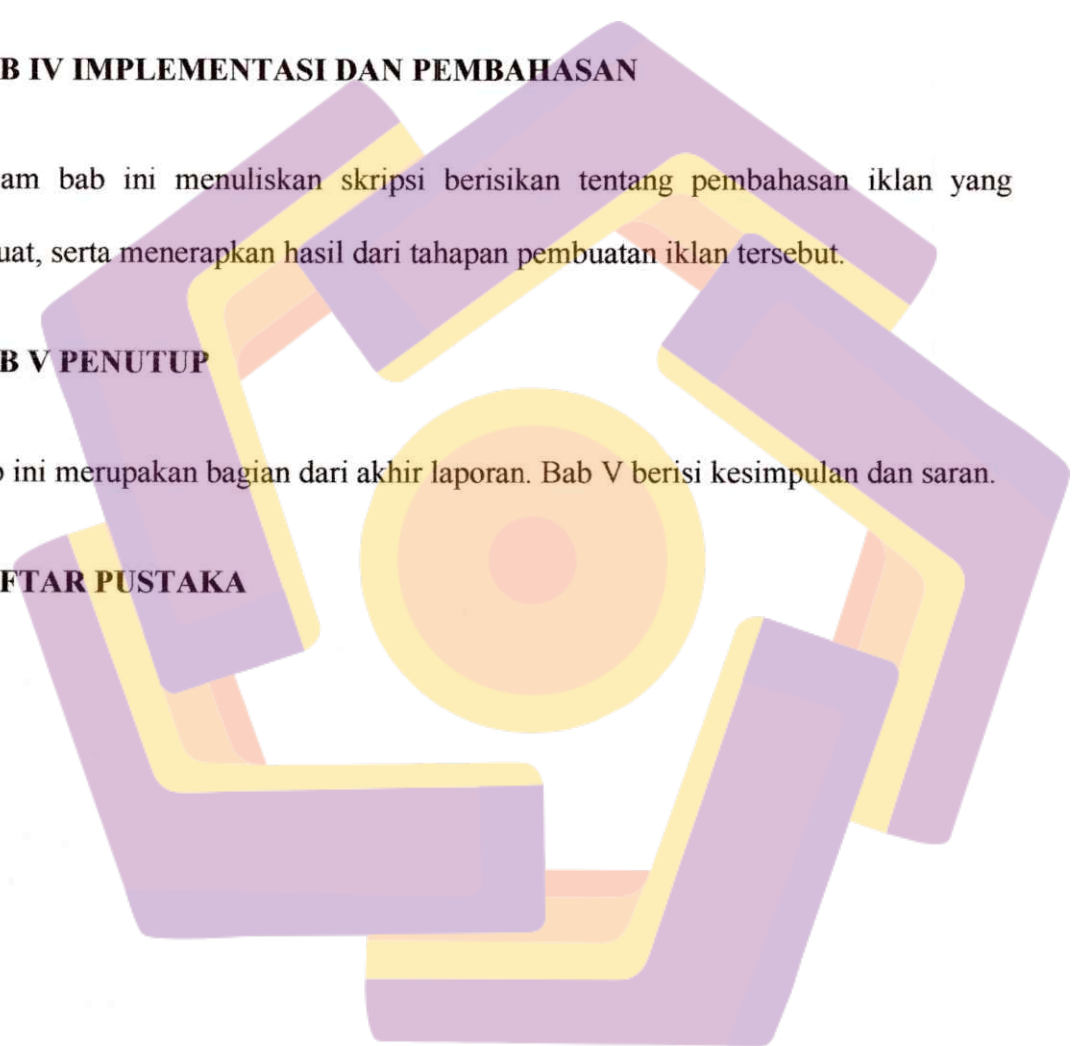 B IV IMPLEMENTASI DAN PEMBAHASAN
am bab ini menuliskan skripsi berisikan tentang pembahasan iklan yang
uat, serta menerapkan hasil dari tahapan pembuatan iklan tersebut.
B V PENUTUP
ini merupakan bagian dari akhir laporan. Bab V berisi kesimpulan dan saran.
FTAR PUSTAKA